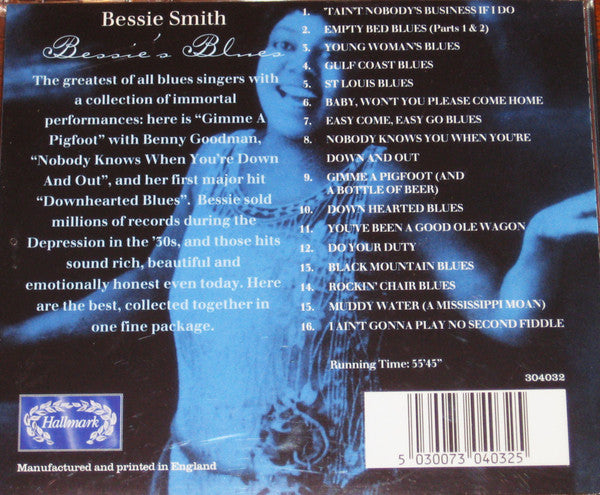 Bessie Smith
Bessie's Blues
The greatest of all blues singers with
a collection of immortal
performances: here is “Gimme A
Pigfoot” with Benny Goodman,
“Nobody Knows When You're Down
And Out”, and her first major hit
“Downhearted Blues”. Bessie sold
millions of records during the
Depression in the '30s, and those hits
sound rich, beautiful and
emotionally honest even today. Here
are the best, collected together in
one fine package.
1. 'TAIN'T NOBODY'S BUSINESS IF I DO
2. EMPTY BED BLUES (Parts 1 & 2)
3. YOUNG WOMAN'S BLUES
4. GULF COAST BLUES
5. ST LOUIS BLUES
6. BABY, WON'T YOU PLEASE COME HOME
7. EASY COME, EASY GO BLUES
8. NOBODY KNOWS YOU WHEN YOU'RE
DOWN AND OUT
9. GIMME A PIGFOOT (AND
A BOTTLE OF BEER)
10. DOWN HEARTED BLUES
11. YOU'VE BEEN A GOOD OLE WAGON
12. DO YOUR DUTY
13. BLACK MOUNTAIN BLUES
14. ROCKIN' CHAIR BLUES
15. MUDDY WATER (A MISSISSIPPI MOAN)
16. I AIN'T GONNA PLAY NO SECOND FIDDLE
Running Time: 55'45"
304032
5 030073 040325
Hallmark
Manufactured and printed in England